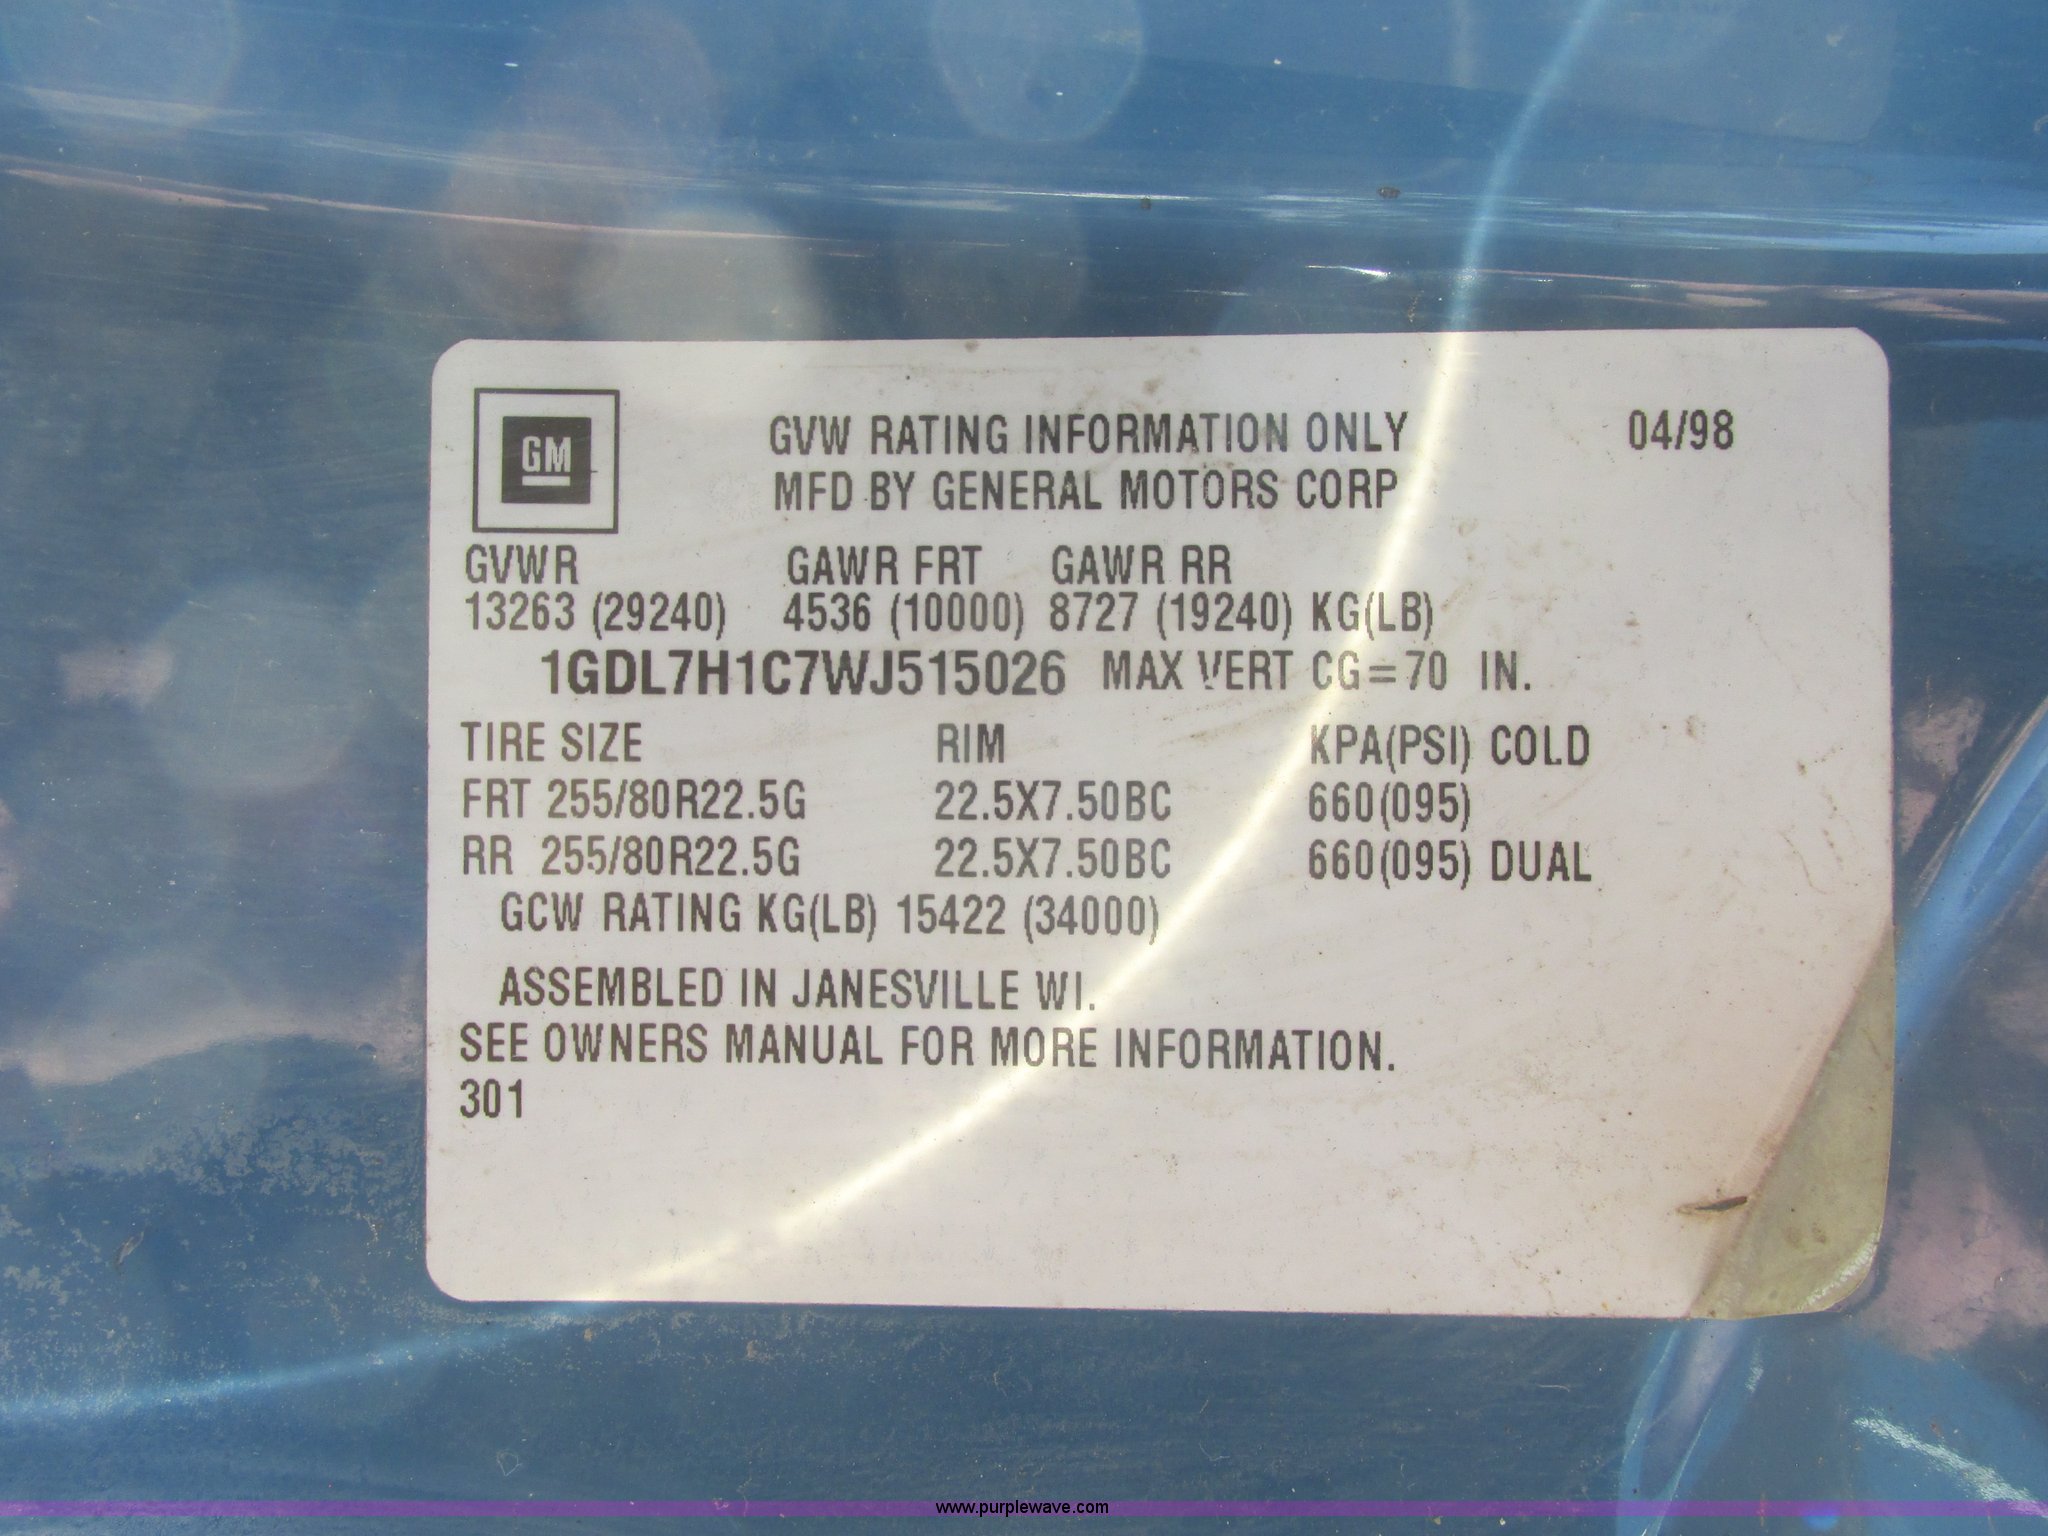 GM
GVW RATING INFORMATION ONLY 04/98
MFD BY GENERAL MOTORS CORP
GVWR GAWR FRT GAWR RR
13263 (29240) 4536 (10000) 8727 (19240) KG(LB)
1GDL7H1C7WJ515026 MAX VERT CG=70 IN.
TIRE SIZE RIM KPA(PSI) COLD
FRT 255/80R22.5G 22.5X7.50BC 660(095)
RR 255/80R22.5G 22.5X7.50BC 660(095) DUAL
GCW RATING KG(LB) 15422 (34000)
ASSEMBLED IN JANESVILLE WI.
SEE OWNERS MANUAL FOR MORE INFORMATION.
301
www.purplewave.com